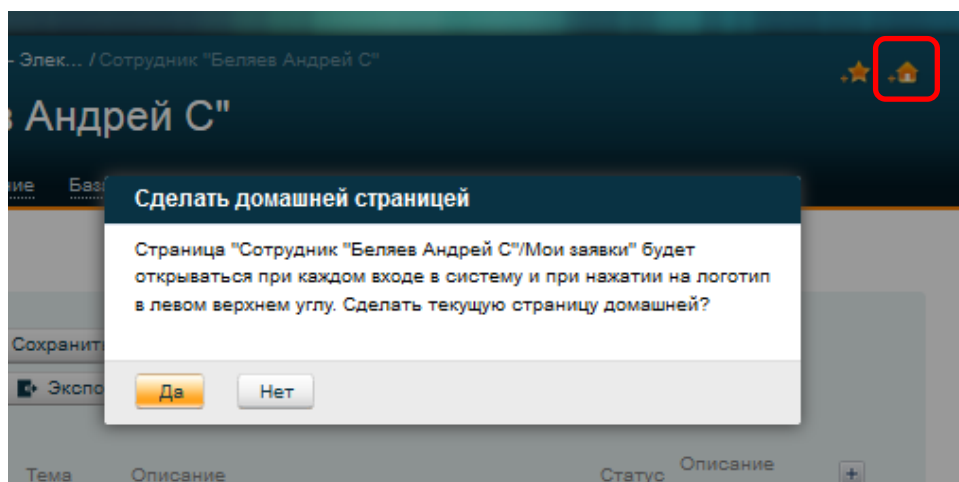 - Элек... / Сотрудник "Беляев Андрей С"
Андрей С"
Сделать домашней страницей
Страница "Сотрудник "Беляев Андрей С"/Мои заявки" будет
открываться при каждом входе в систему и при нажатии на логотип
в левом верхнем углу. Сделать текущую страницу домашней?
Сохранит
Экспо
Да Нет
Тема Описание Статус Описание